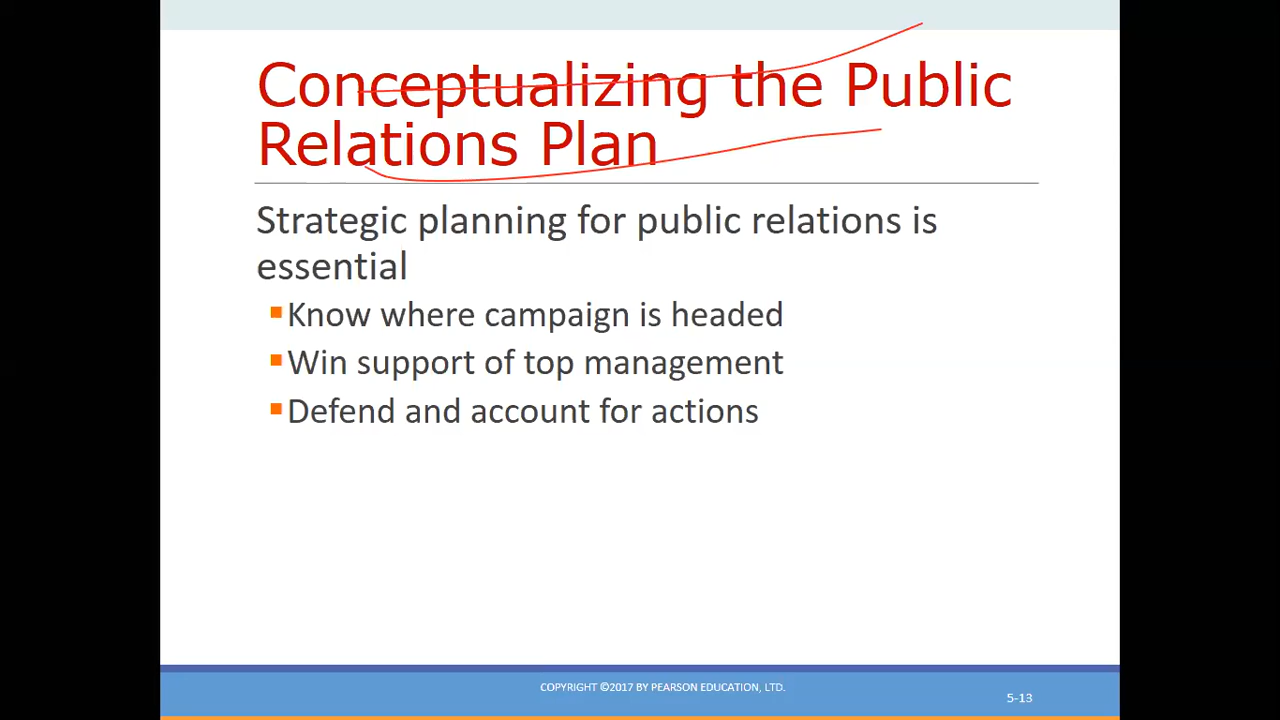 Conceptualizing the Public
Relations Plan
Strategic planning for public relations is
essential
Know where campaign is headed
Win support of top management
Defend and account for actions
COPYRIGHT ©2017 BY PEARSON EDUCATION, LTD.
5-13